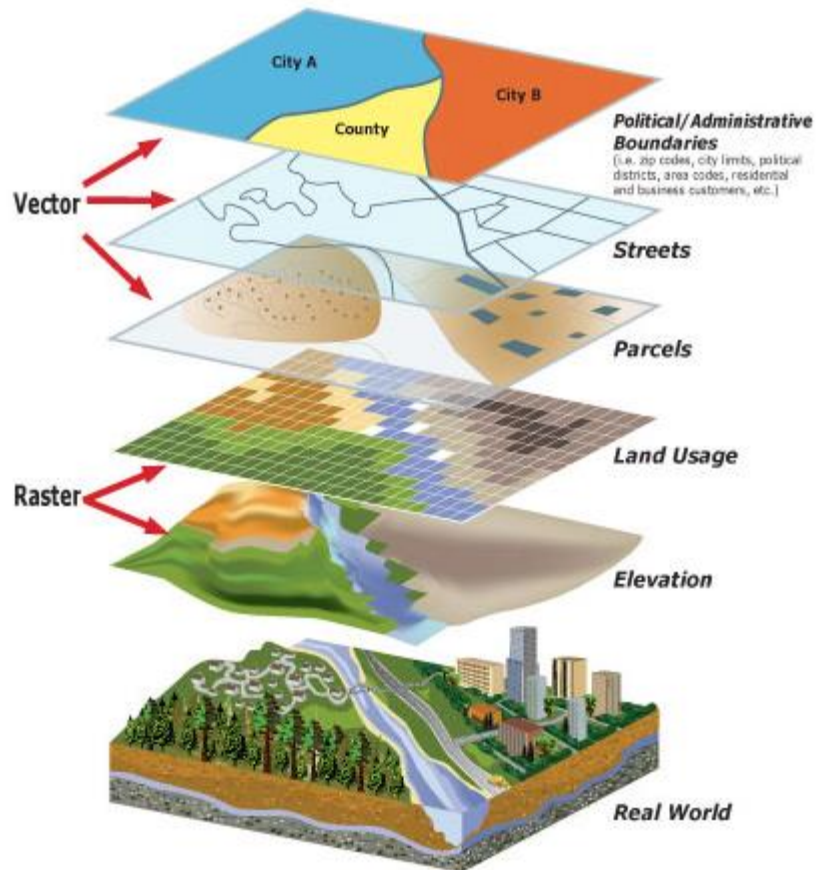 City A
City B
County
Political/Administrative
Boundaries
(i.e. zip codes, city limits, political
districts, area codes, residential
and business customers, etc.)
Vector
Streets
Parcels
Land Usage
Raster
Elevation
Real World